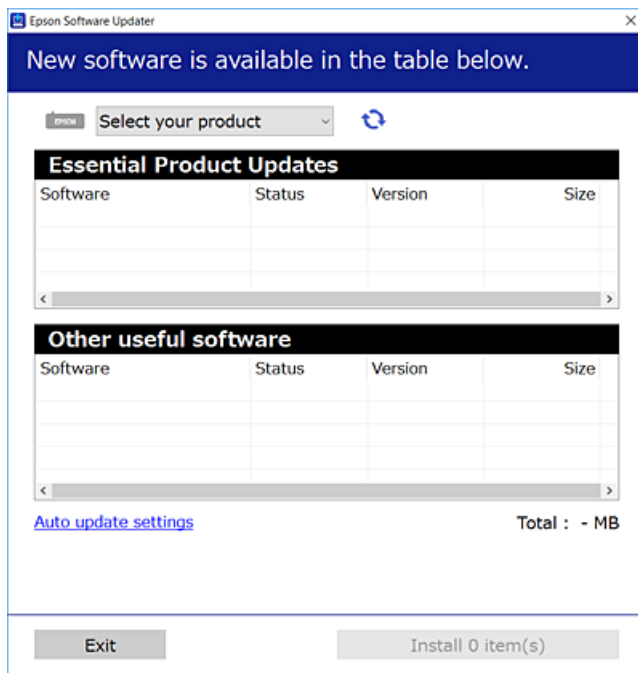 Epson Software Updater
New software is available in the table below.
EPSON Select your product
Essential Product Updates
Software Status Version Size
Other useful software
Software Status Version Size
Auto update settings Total : - MB
Exit Install 0 item(s)